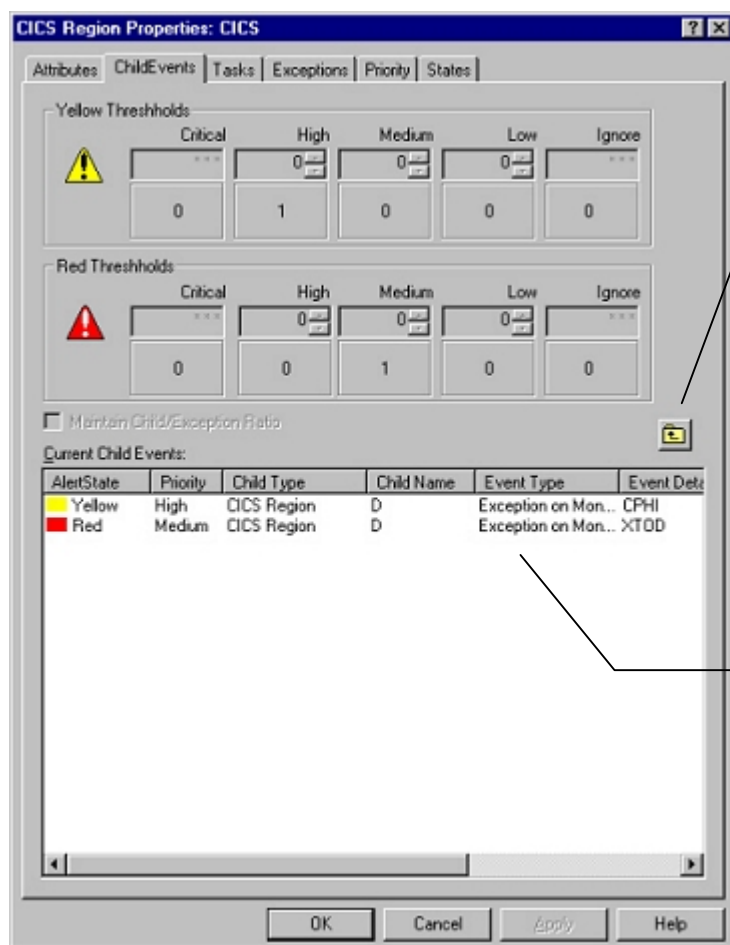 CICS Region Properties: CICS
Attributes ChildEvents Tasks Exceptions Priority States
Yellow Threshholds
Critical High Medium Low Ignore
*** 0 0 0 ***
0 1 0 0 0
Red Threshholds
Critical High Medium Low Ignore
*** 0 0 0 ***
0 0 1 0 0
Maintain Child/Exception Ratio
Current Child Events:
AlertState Priority Child Type Child Name Event Type Event Deta
Yellow High CICS Region D Exception on Mon... CPHI
Red Medium CICS Region D Exception on Mon... XTOD
OK Cancel Apply Help